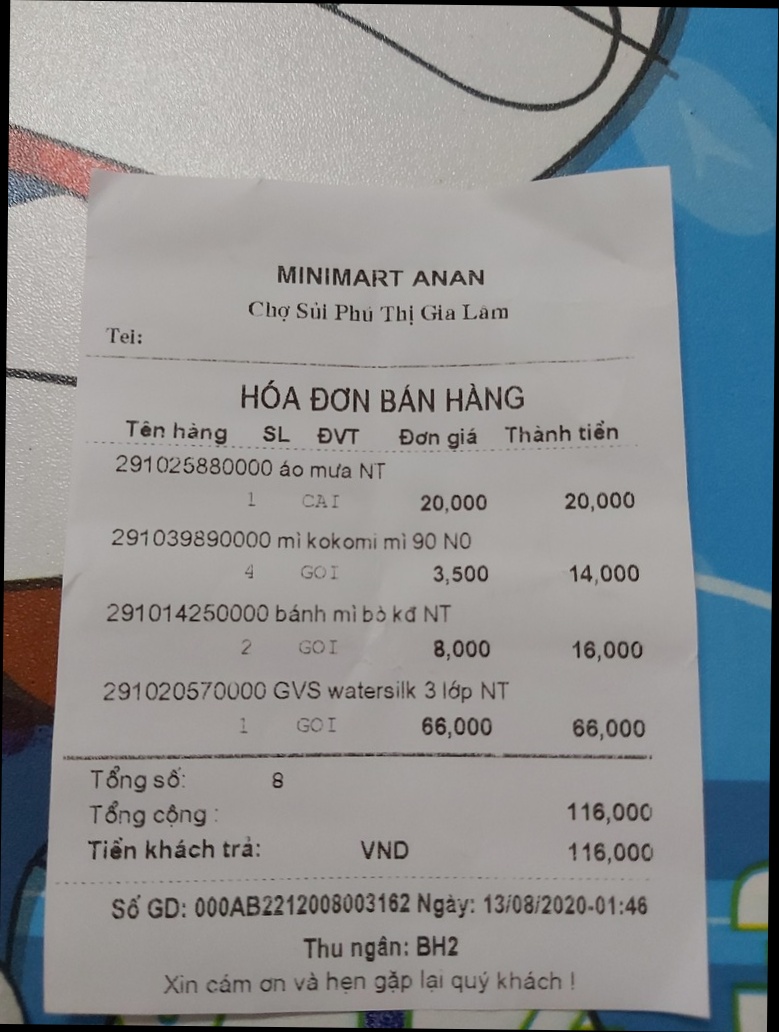 MINIMART ANAN
Chợ Sủi Phú Thị Gia Lâm
Tei:
HÓA ĐƠN BÁN HÀNG
Tên hàng SL ĐVT Đơn giá Thành tiền
291025880000 áo mưa NT
1 CAI 20,000 20,000
291039890000 mì kokomi mì 90 NO
4 GOI 3,500 14,000
291014250000 bánh mì bò kđ NT
2 GOI 8,000 16,000
291020570000 GVS watersilk 3 lớp NT
1 GOI 66,000 66,000
Tổng số: 8
Tổng cộng : 116,000
Tiền khách trả: VND 116,000
Số GD: 000AB2212008003162 Ngày: 13/08/2020-01:46
Thu ngân: BH2
Xin cám ơn và hẹn gặp lại quý khách !